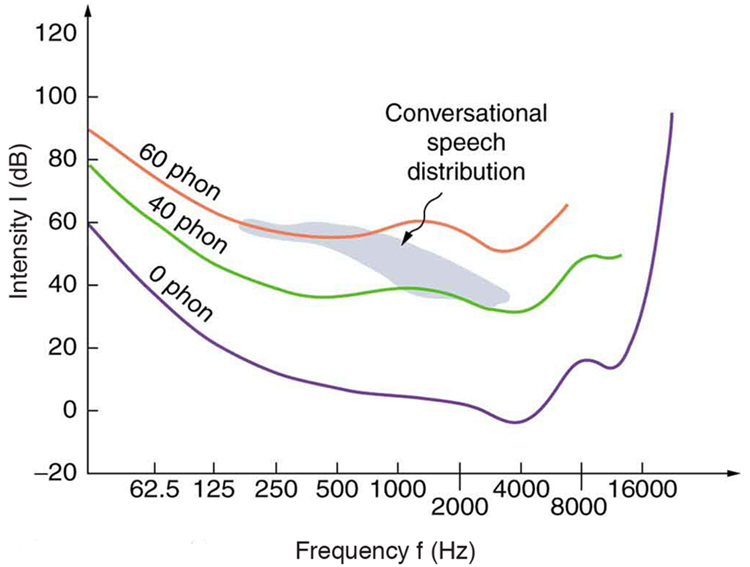 120
100
80
60
40
20
0
−20
Intensity I (dB)
60 phon
40 phon
0 phon
Conversational
speech
distribution
62.5 125 250 500 1000 2000 4000 8000 16000
Frequency f (Hz)